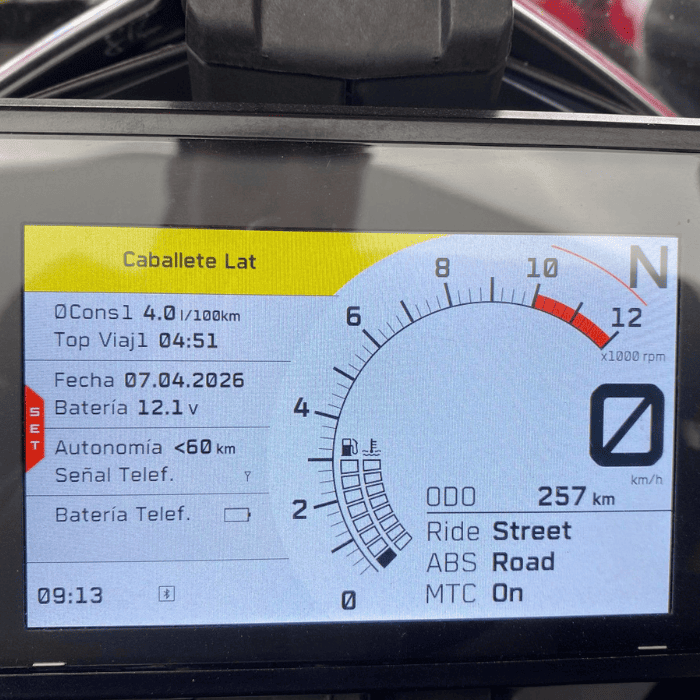 Caballete Lat
ØCons1 4.0 l/100km
Top Viaj1 04:51
Fecha 07.04.2026
Batería 12.1 v
Autonomía <60 km
Señal Telef.
Batería Telef.
09:13
SET
0
2
4
6
8
10
12
x1000 rpm
N
0
km/h
ODO 257 km
Ride Street
ABS Road
MTC On